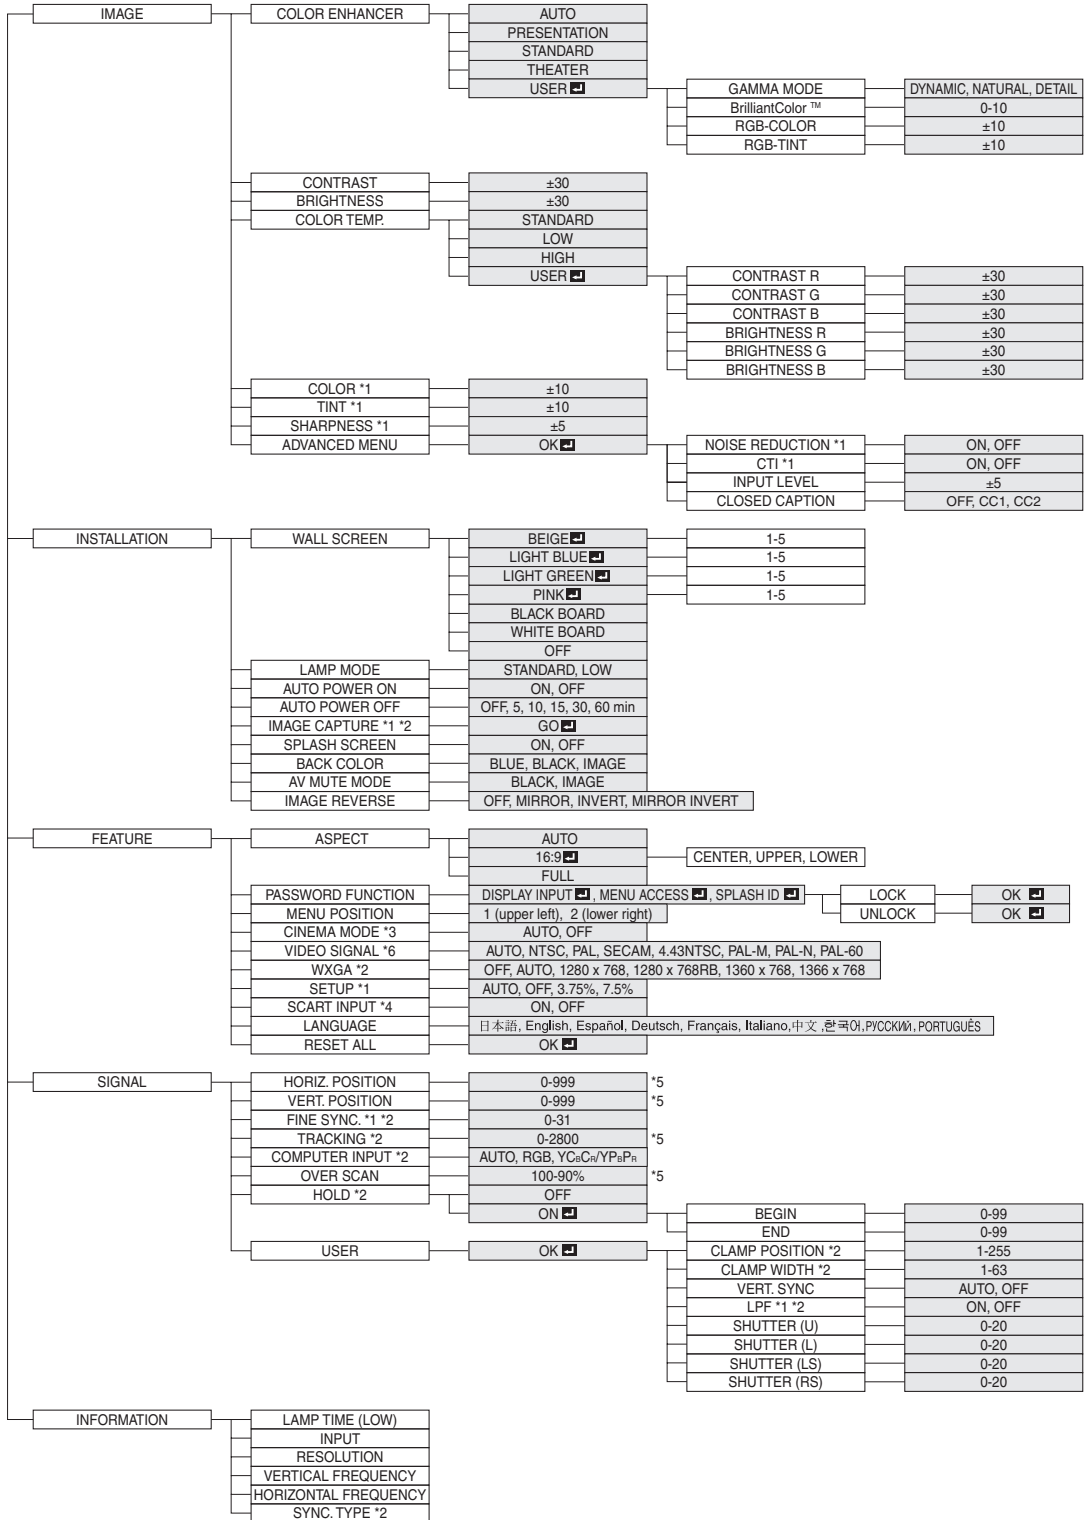 IMAGE COLOR ENHANCER AUTO
PRESENTATION
STANDARD
THEATER
USER GAMMA MODE DYNAMIC, NATURAL, DETAIL
BrilliantColor ™ 0-10
RGB-COLOR ±10
RGB-TINT ±10
CONTRAST ±30
BRIGHTNESS ±30
COLOR TEMP. STANDARD
LOW
HIGH
USER CONTRAST R ±30
CONTRAST G ±30
CONTRAST B ±30
BRIGHTNESS R ±30
BRIGHTNESS G ±30
BRIGHTNESS B ±30
COLOR *1 ±10
TINT *1 ±10
SHARPNESS *1 ±5
ADVANCED MENU OK NOISE REDUCTION *1 ON, OFF
CTI *1 ON, OFF
INPUT LEVEL ±5
CLOSED CAPTION OFF, CC1, CC2
INSTALLATION WALL SCREEN BEIGE 1-5
LIGHT BLUE 1-5
LIGHT GREEN 1-5
PINK 1-5
BLACK BOARD
WHITE BOARD
OFF
LAMP MODE STANDARD, LOW
AUTO POWER ON ON, OFF
AUTO POWER OFF OFF, 5, 10, 15, 30, 60 min
IMAGE CAPTURE *1 *2 GO
SPLASH SCREEN ON, OFF
BACK COLOR BLUE, BLACK, IMAGE
AV MUTE MODE BLACK, IMAGE
IMAGE REVERSE OFF, MIRROR, INVERT, MIRROR INVERT
FEATURE ASPECT AUTO
16:9 CENTER, UPPER, LOWER
FULL
PASSWORD FUNCTION DISPLAY INPUT , MENU ACCESS , SPLASH ID LOCK OK
MENU POSITION 1 (upper left), 2 (lower right) UNLOCK OK
CINEMA MODE *3 AUTO, OFF
VIDEO SIGNAL *6 AUTO, NTSC, PAL, SECAM, 4.43NTSC, PAL-M, PAL-N, PAL-60
WXGA *2 OFF, AUTO, 1280 x 768, 1280 x 768RB, 1360 x 768, 1366 x 768
SETUP *1 AUTO, OFF, 3.75%, 7.5%
SCART INPUT *4 ON, OFF
LANGUAGE 日本語, English, Español, Deutsch, Français, Italiano,中文 ,한국어,РУССКИЙ, PORTUGUÊS
RESET ALL OK
SIGNAL HORIZ. POSITION 0-999 *5
VERT. POSITION 0-999 *5
FINE SYNC. *1 *2 0-31
TRACKING *2 0-2800 *5
COMPUTER INPUT *2 AUTO, RGB, YCBCR/YPBPR
OVER SCAN 100-90% *5
HOLD *2 OFF
ON BEGIN 0-99
END 0-99
USER OK CLAMP POSITION *2 1-255
CLAMP WIDTH *2 1-63
VERT. SYNC AUTO, OFF
LPF *1 *2 ON, OFF
SHUTTER (U) 0-20
SHUTTER (L) 0-20
SHUTTER (LS) 0-20
SHUTTER (RS) 0-20
INFORMATION LAMP TIME (LOW)
INPUT
RESOLUTION
VERTICAL FREQUENCY
HORIZONTAL FREQUENCY
SYNC. TYPE *2